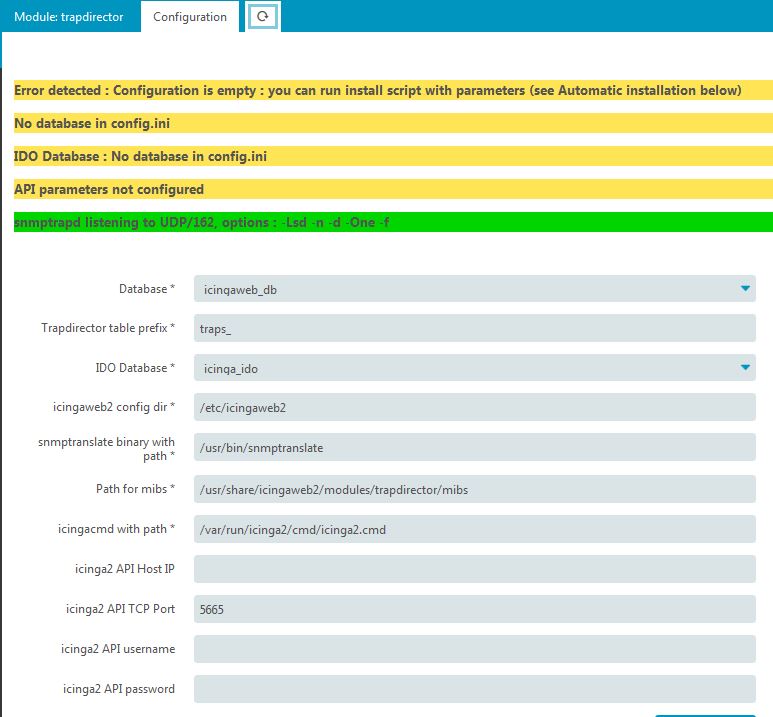 Module: trapdirector
Configuration
Error detected : Configuration is empty : you can run install script with parameters (see Automatic installation below)
No database in config.ini
IDO Database : No database in config.ini
API parameters not configured
snmptrapd listening to UDP/162, options : -Lsd -n -d -One -f
Database * icingaweb_db
Trapdirector table prefix * traps_
IDO Database * icinga_ido
icingaweb2 config dir * /etc/icingaweb2
snmptranslate binary with
path * /usr/bin/snmptranslate
Path for mibs * /usr/share/icingaweb2/modules/trapdirector/mibs
icingacmd with path * /var/run/icinga2/cmd/icinga2.cmd
icinga2 API Host IP
icinga2 API TCP Port 5665
icinga2 API username
icinga2 API password